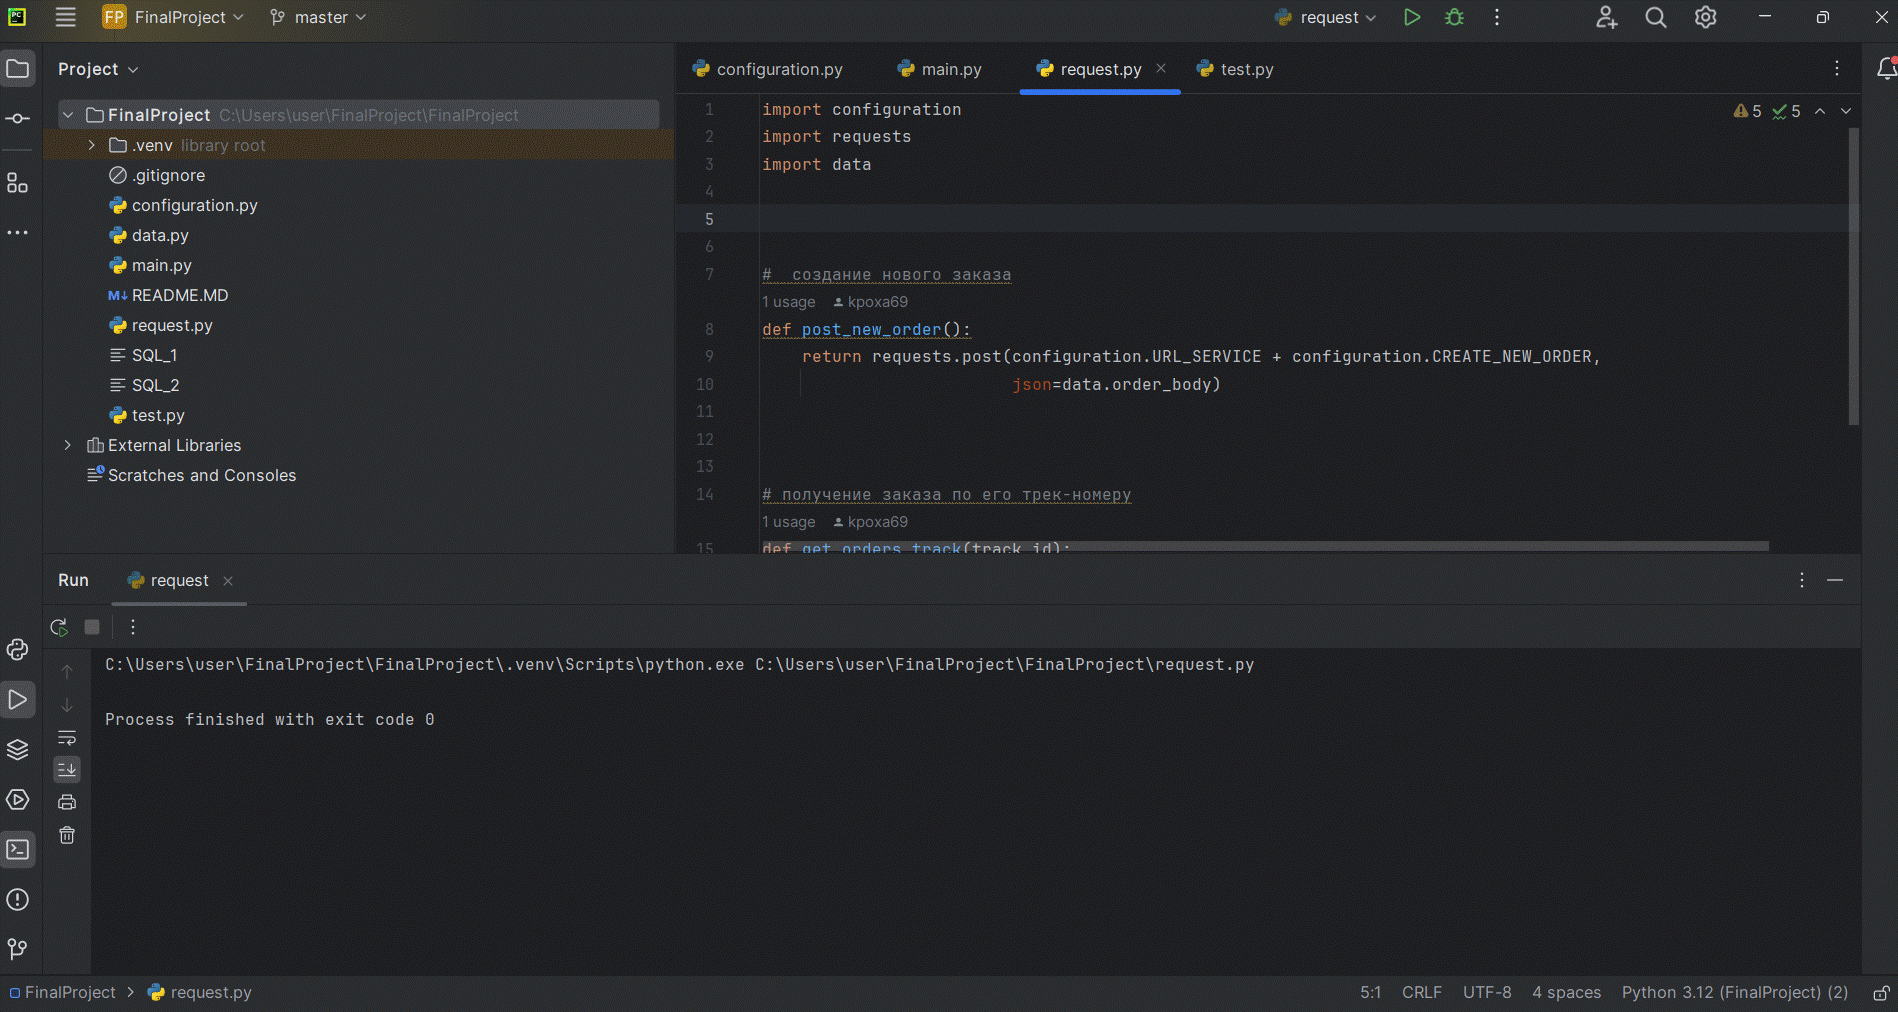 PC
FP FinalProject master request
Project
FinalProject C:\Users\user\FinalProject\FinalProject
.venv library root
.gitignore
configuration.py
data.py
main.py
M↓ README.MD
request.py
SQL_1
SQL_2
test.py
External Libraries
Scratches and Consoles
configuration.py main.py request.py test.py
5 5
1 import configuration
2 import requests
3 import data
4
5
6
7 #  создание нового заказа
1 usage kpoxa69
8 def post_new_order():
9 return requests.post(configuration.URL_SERVICE + configuration.CREATE_NEW_ORDER,
10 json=data.order_body)
11
12
13
14 # получение заказа по его трек-номеру
1 usage kpoxa69
15 def get_orders_track(track_id):
Run request
C:\Users\user\FinalProject\FinalProject\.venv\Scripts\python.exe C:\Users\user\FinalProject\FinalProject\request.py
Process finished with exit code 0
FinalProject > request.py
5:1 CRLF UTF-8 4 spaces Python 3.12 (FinalProject) (2)